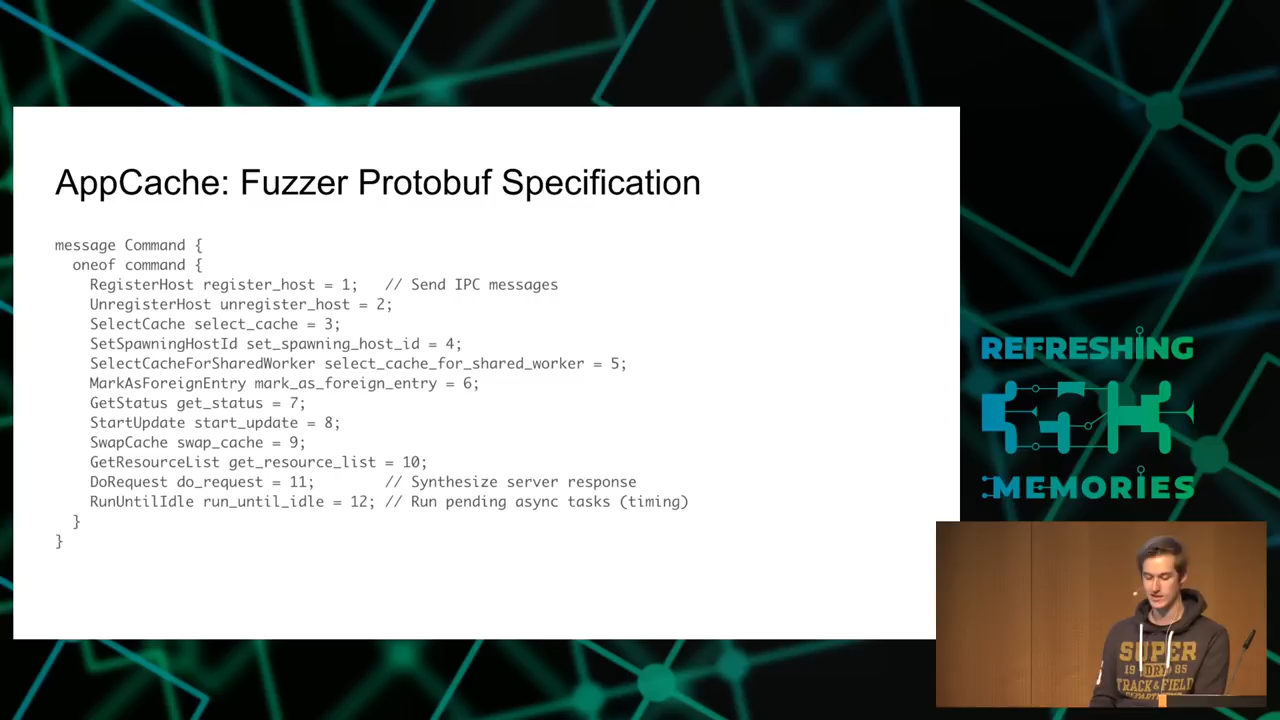 AppCache: Fuzzer Protobuf Specification
message Command {
oneof command {
RegisterHost register_host = 1; // Send IPC messages
UnregisterHost unregister_host = 2;
SelectCache select_cache = 3;
SetSpawningHostId set_spawning_host_id = 4;
SelectCacheForSharedWorker select_cache_for_shared_worker = 5;
MarkAsForeignEntry mark_as_foreign_entry = 6;
GetStatus get_status = 7;
StartUpdate start_update = 8;
SwapCache swap_cache = 9;
GetResourceList get_resource_list = 10;
DoRequest do_request = 11; // Synthesize server response
RunUntilIdle run_until_idle = 12; // Run pending async tasks (timing)
}
}
REFRESHING
MEMORIES
SUPER
19 DRY 85
TRACK & FIELD